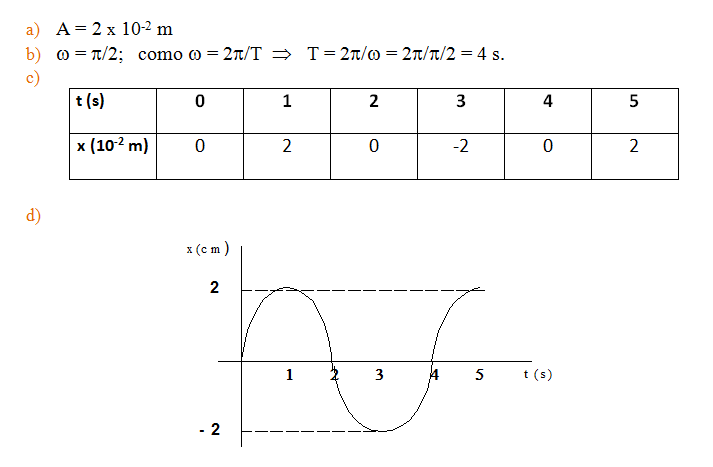 a) A = 2 x 10-2 m
b) ω = π/2; como ω = 2π/T ⇒ T = 2π/ω = 2π/π/2 = 4 s.
c)
t (s) 0 1 2 3 4 5
x (10-2 m) 0 2 0 -2 0 2
d)
x (c m )
2
1 2 3 4 5 t (s)
- 2